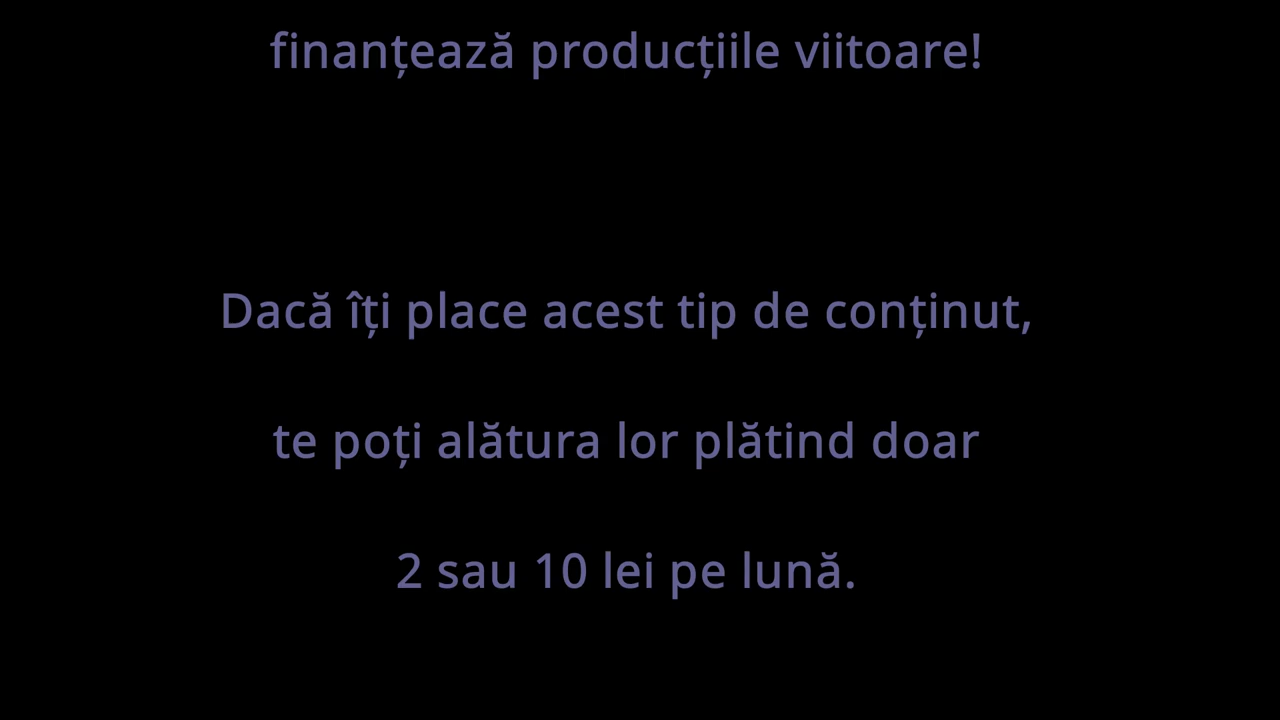 finanțează producțiile viitoare!
Dacă îți place acest tip de conținut,
te poți alătura lor plătind doar
2 sau 10 lei pe lună.